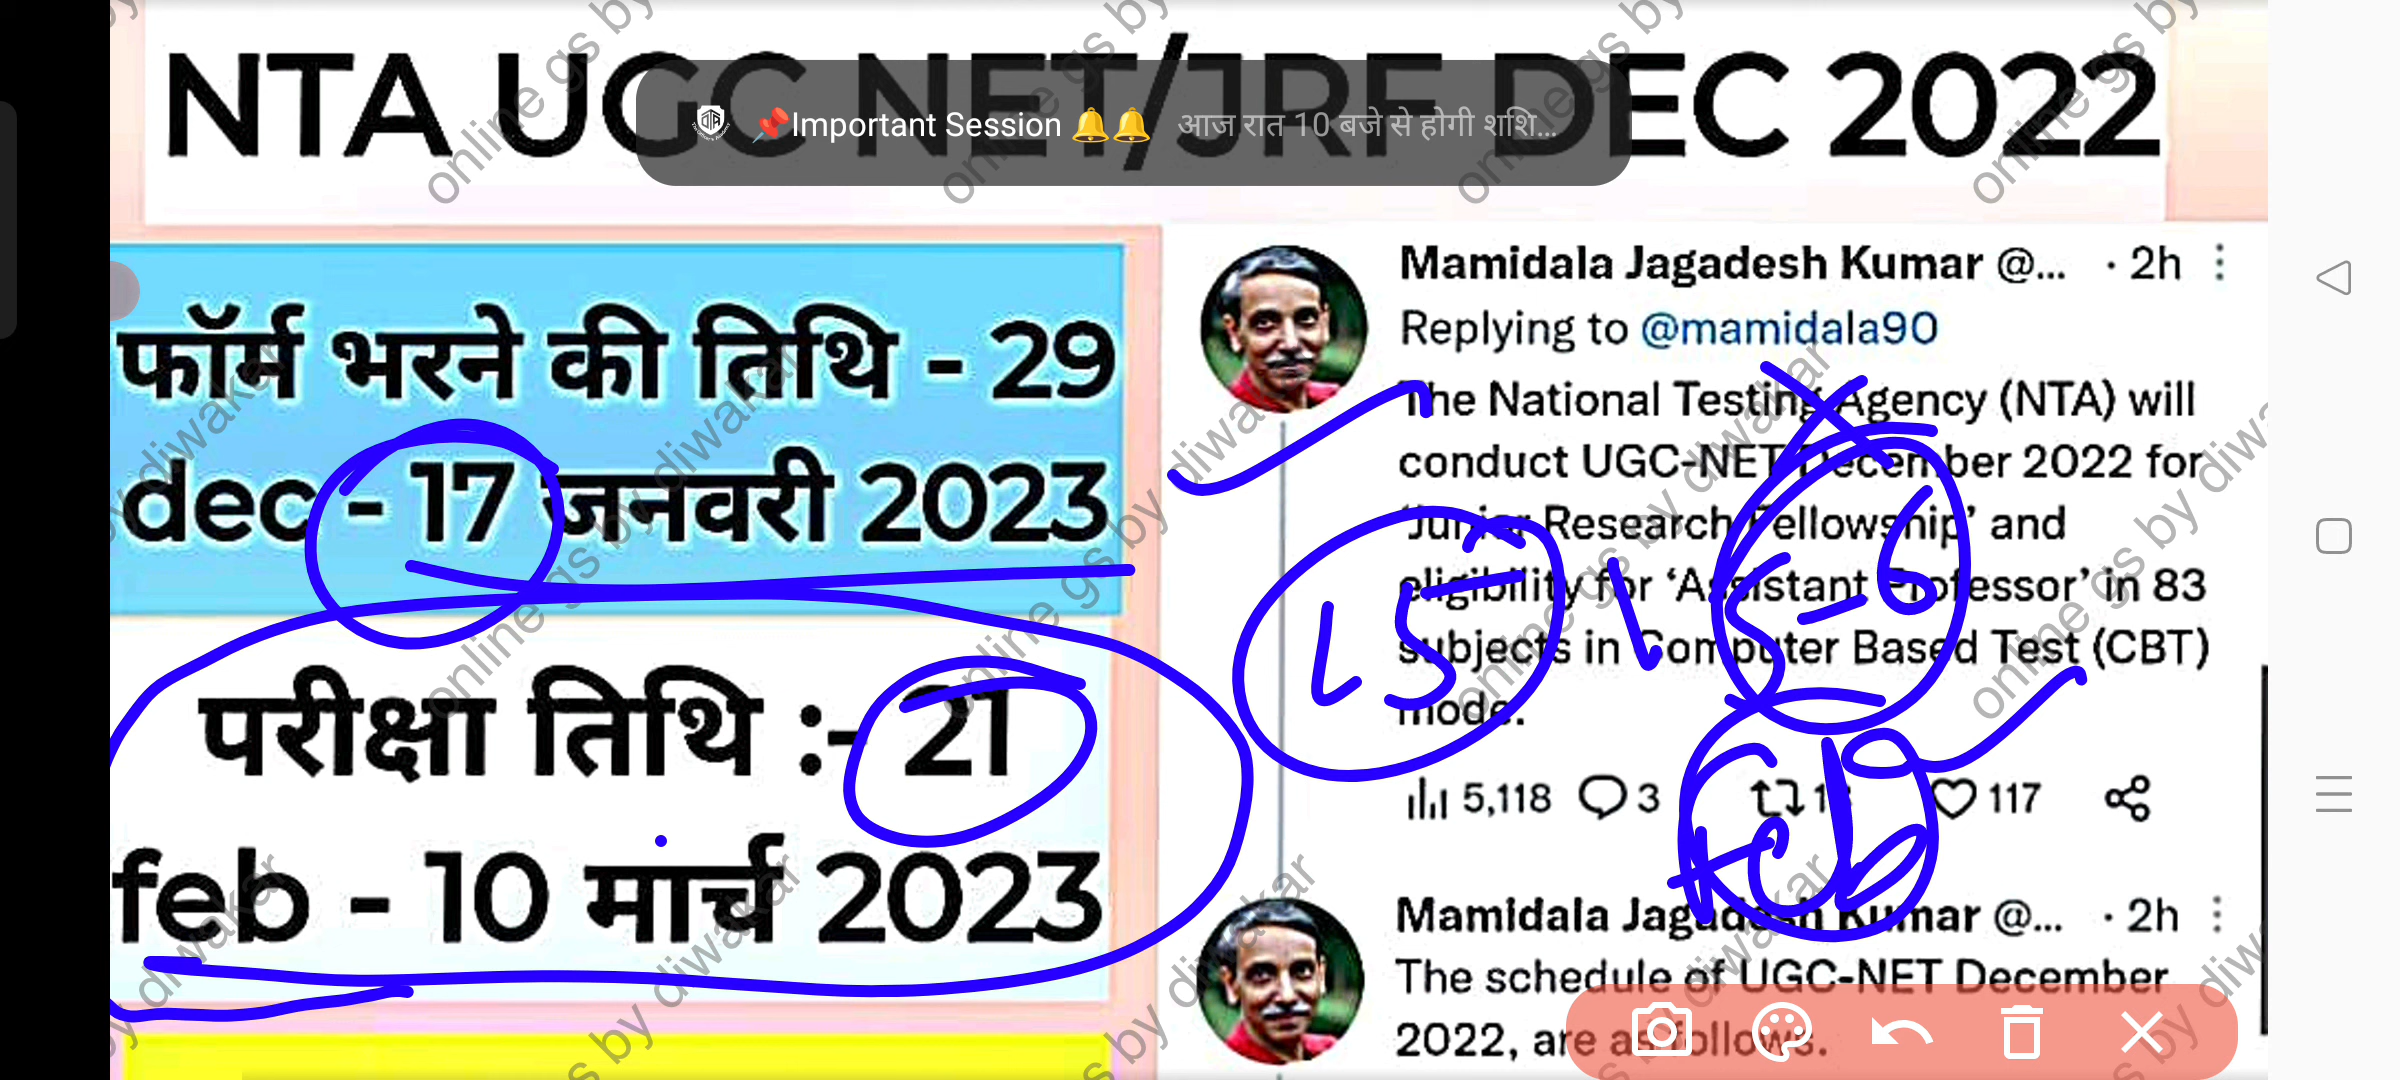 NTA UGC NET/JRF DEC 2022
📌Important Session 🔔🔔 आज रात 10 बजे से होगी शशि...
फॉर्म भरने की तिथि - 29
dec - 17 जनवरी 2023
परीक्षा तिथि :- 21
feb - 10 मार्च 2023
Mamidala Jagadesh Kumar @... · 2h
Replying to @mamidala90
The National Testing Agency (NTA) will
conduct UGC-NET December 2022 for
'Junior Research Fellowship' and
eligibility for 'Assistant Professor' in 83
subjects in Computer Based Test (CBT)
mode.
15
5-6
Feb
5,118 3 117
Mamidala Jagadesh Kumar @... · 2h
The schedule of UGC-NET December
2022, are as follows.
online gs by diwakar